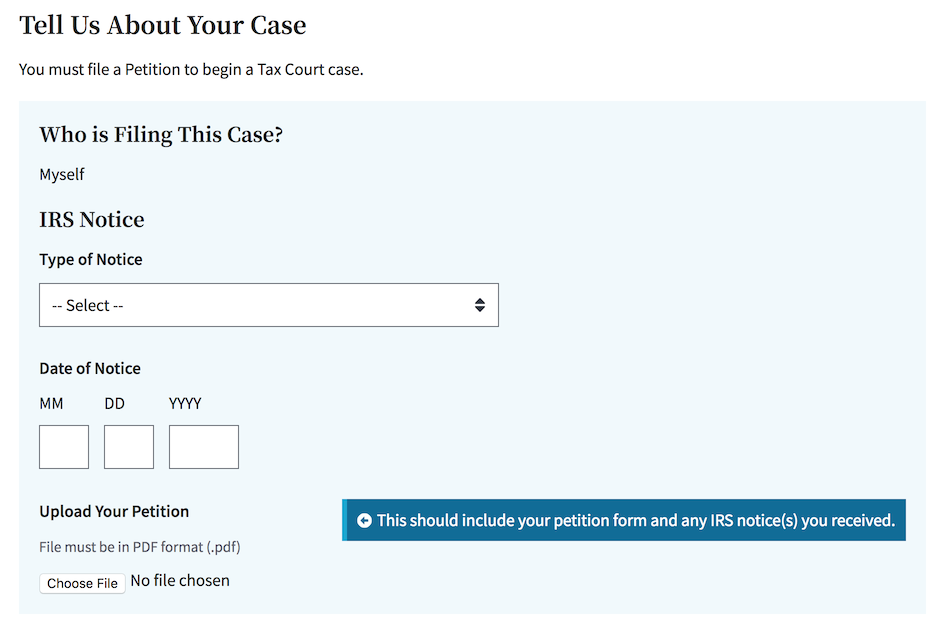 Tell Us About Your Case
You must file a Petition to begin a Tax Court case.
Who is Filing This Case?
Myself
IRS Notice
Type of Notice
-- Select --
Date of Notice
MM DD YYYY
Upload Your Petition
This should include your petition form and any IRS notice(s) you received.
File must be in PDF format (.pdf)
Choose File No file chosen